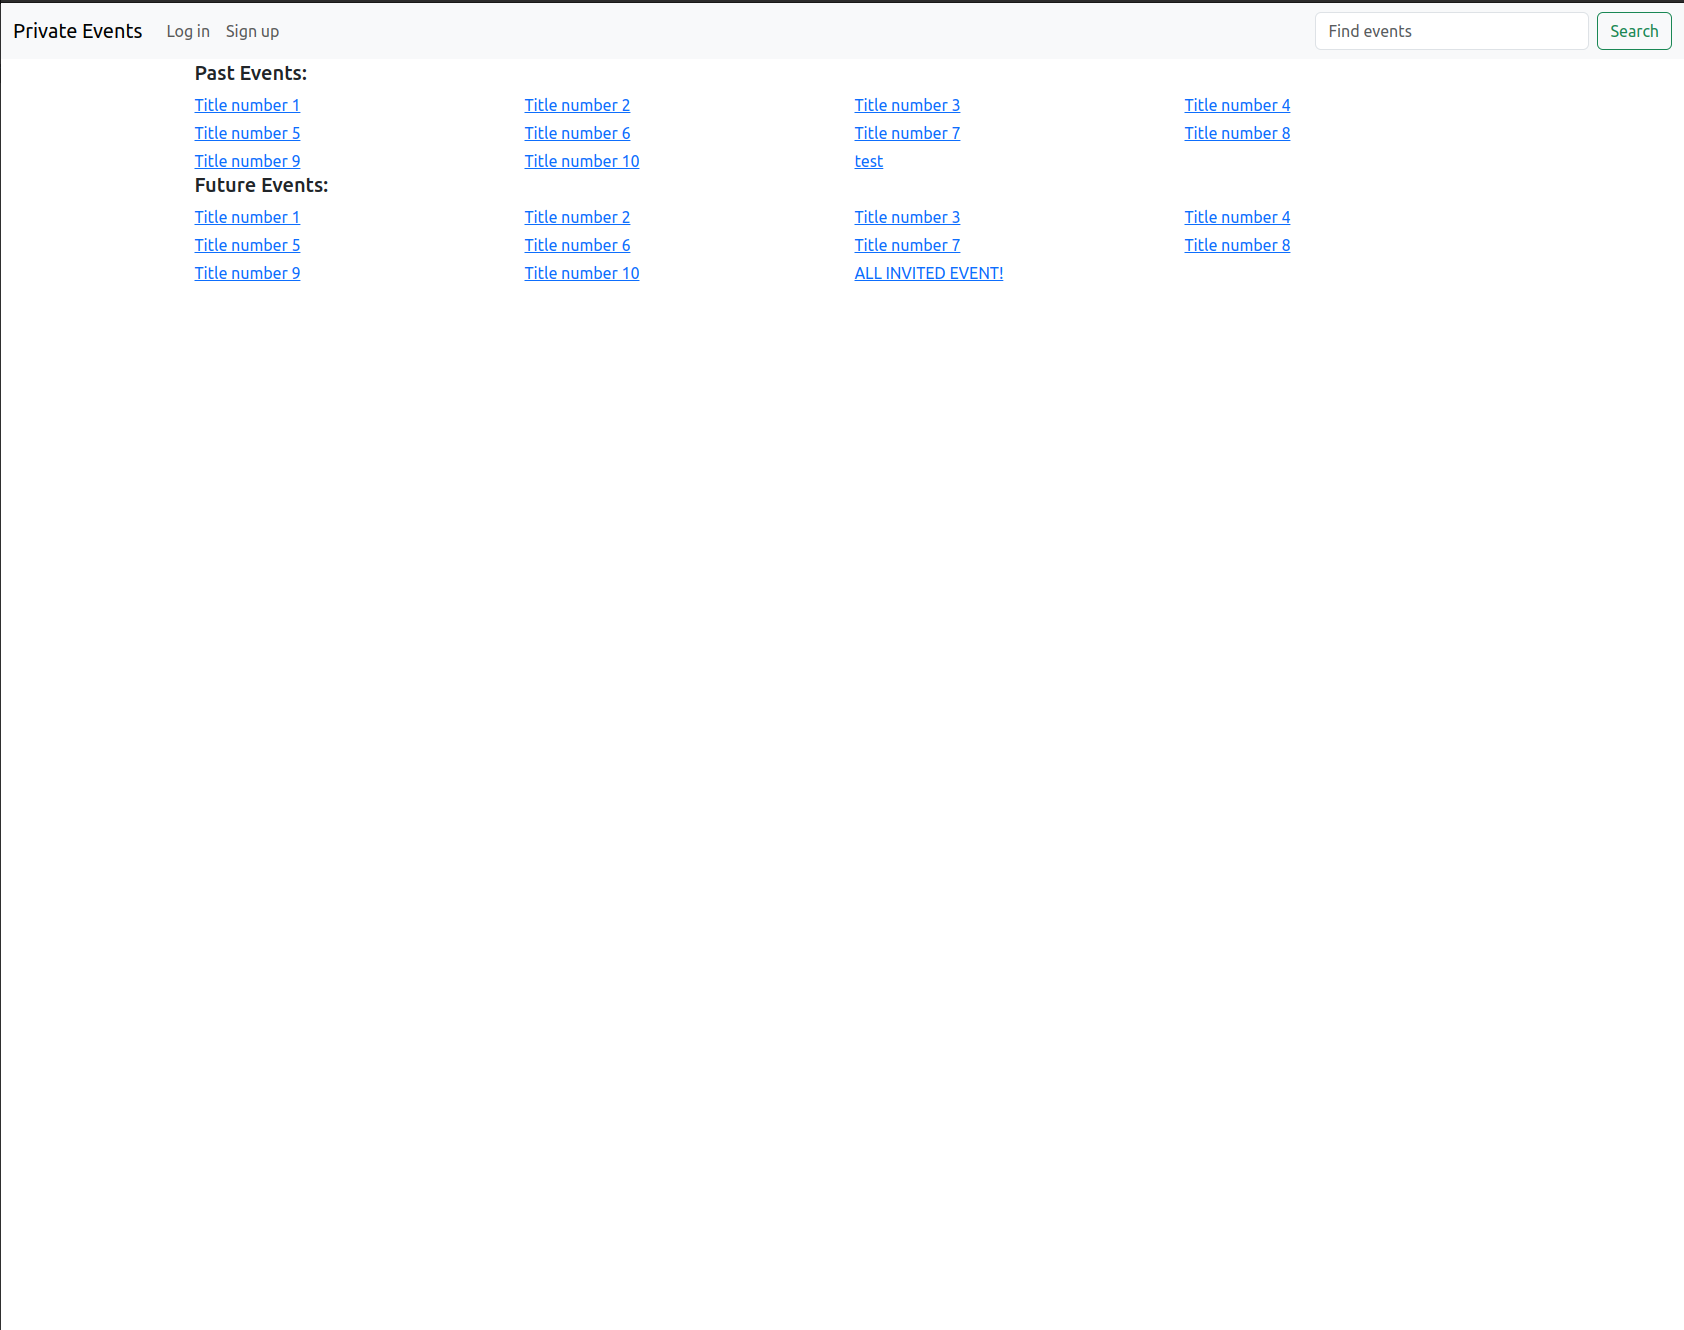 Private Events Log in Sign up Find events Search
Past Events:
Title number 1 Title number 2 Title number 3 Title number 4
Title number 5 Title number 6 Title number 7 Title number 8
Title number 9 Title number 10 test
Future Events:
Title number 1 Title number 2 Title number 3 Title number 4
Title number 5 Title number 6 Title number 7 Title number 8
Title number 9 Title number 10 ALL INVITED EVENT!